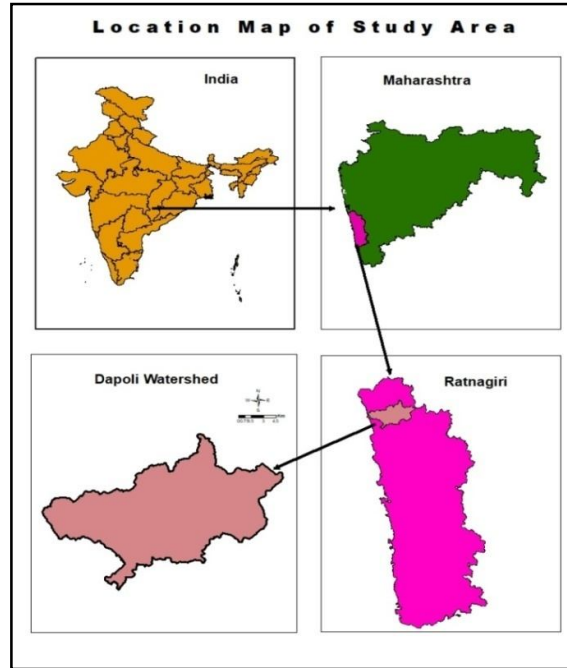 Location Map of Study Area
India
Maharashtra
Dapoli Watershed
N
Ratnagiri